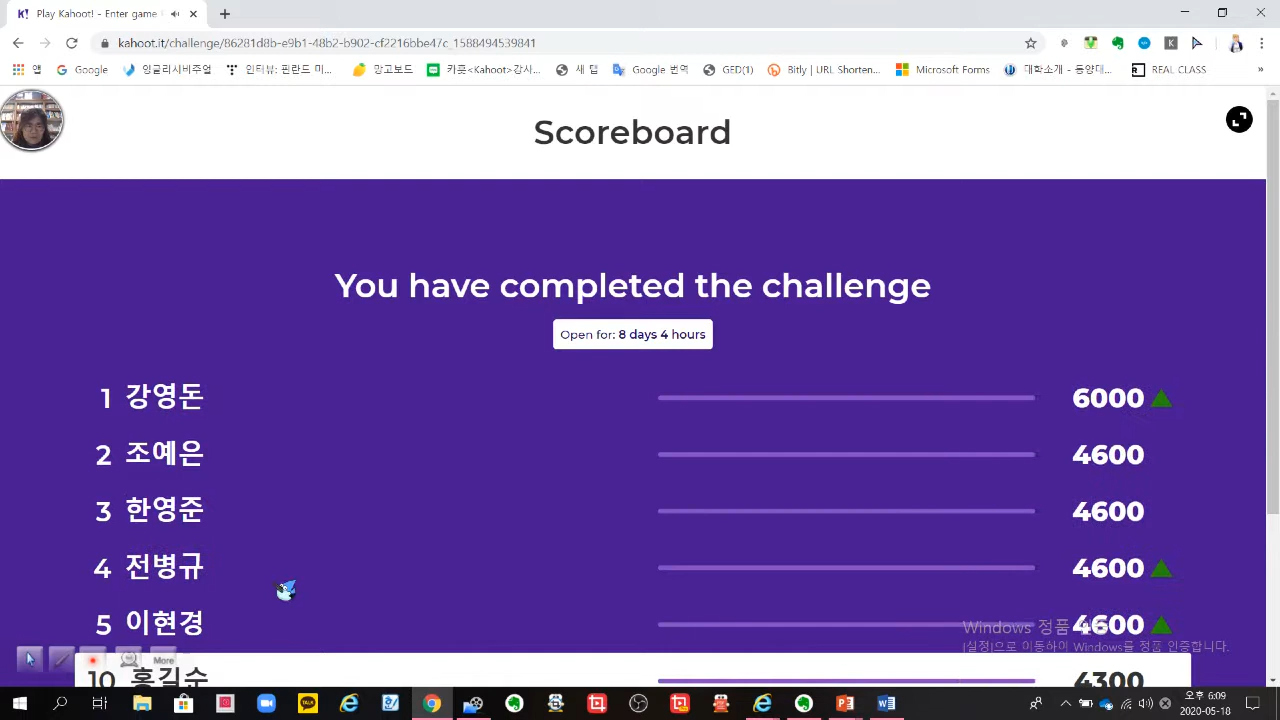 Play Kahoot! - Enter game
kahoot.it/challenge/86281d8b-e9b1-48b2-b902-cf2216bbe47c_1588494539841
앱 Google 잉글리시비주얼 인터뷰: 핀란드 미... 망고보드 카훗-Kahoot>강사... 새 탭 Google 번역 GED(1) Bitly | URL Shorten... Microsoft Forms 대학소개 - 동양대... REAL CLASS »
Scoreboard
You have completed the challenge
Open for: 8 days 4 hours
1 강영돈 6000
2 조예은 4600
3 한영준 4600
4 전병규 4600
5 이현경 4600
Windows 정품 인증
[설정]으로 이동하여 Windows를 정품 인증합니다.
More
10 홍길수 4300
오후 6:09
2020-05-18